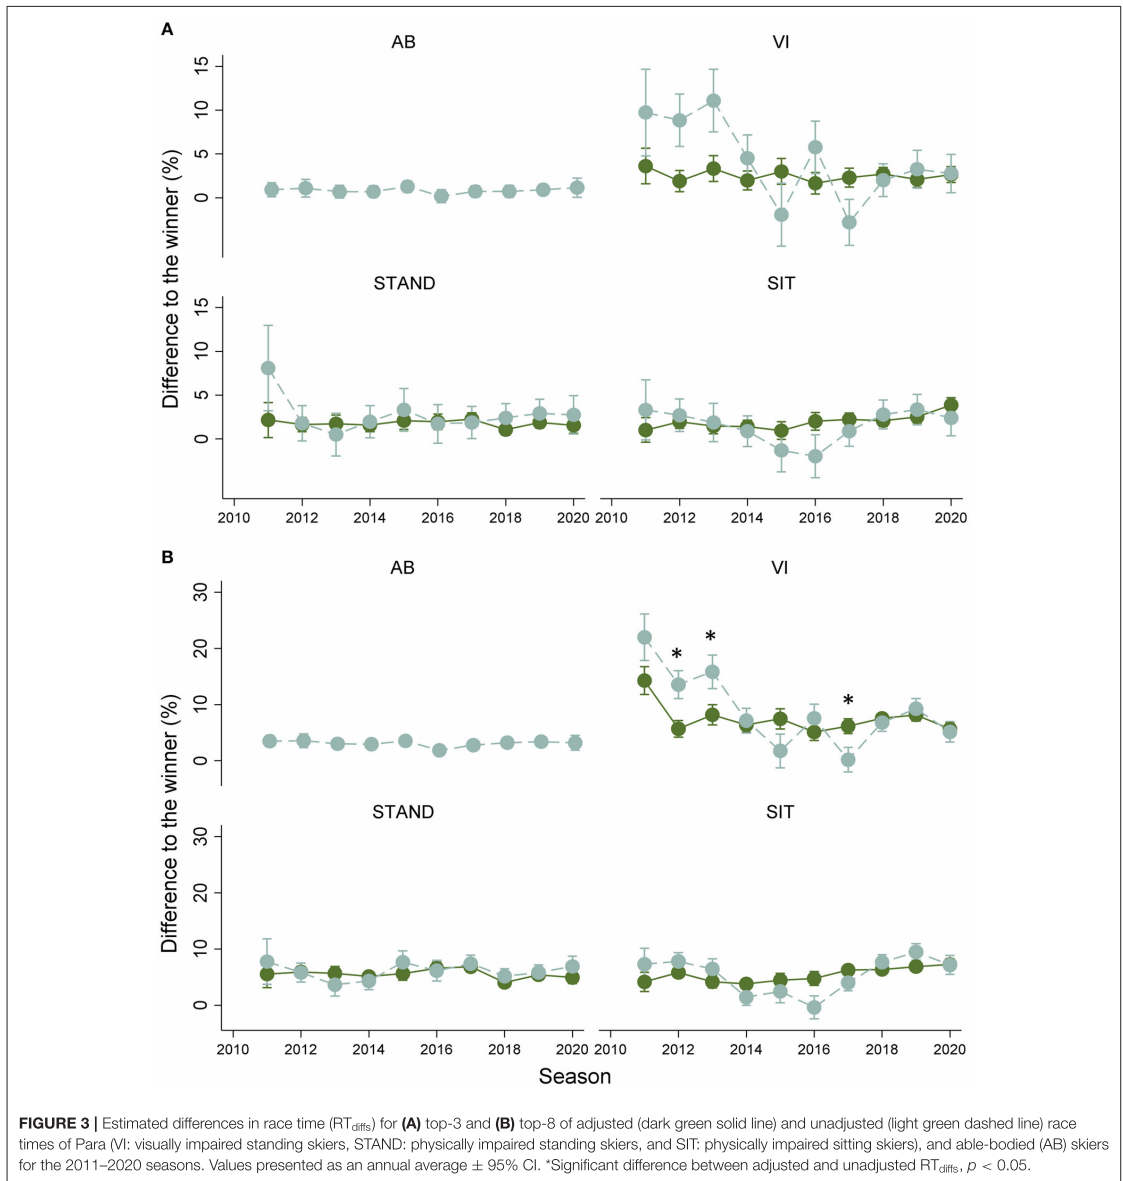 A
AB
VI
Difference to the winner (%)
15
10
5
0
STAND
SIT
15
10
5
0
2010 2012 2014 2016 2018 2020 2010 2012 2014 2016 2018 2020
B
AB
VI
Difference to the winner (%)
30
20
10
0
*
*
*
STAND
SIT
30
20
10
0
2010 2012 2014 2016 2018 2020 2010 2012 2014 2016 2018 2020
Season
FIGURE 3 | Estimated differences in race time (RTdiffs) for (A) top-3 and (B) top-8 of adjusted (dark green solid line) and unadjusted (light green dashed line) race
times of Para (VI: visually impaired standing skiers, STAND: physically impaired standing skiers, and SIT: physically impaired sitting skiers), and able-bodied (AB) skiers
for the 2011–2020 seasons. Values presented as an annual average ± 95% CI. *Significant difference between adjusted and unadjusted RTdiffs, p < 0.05.